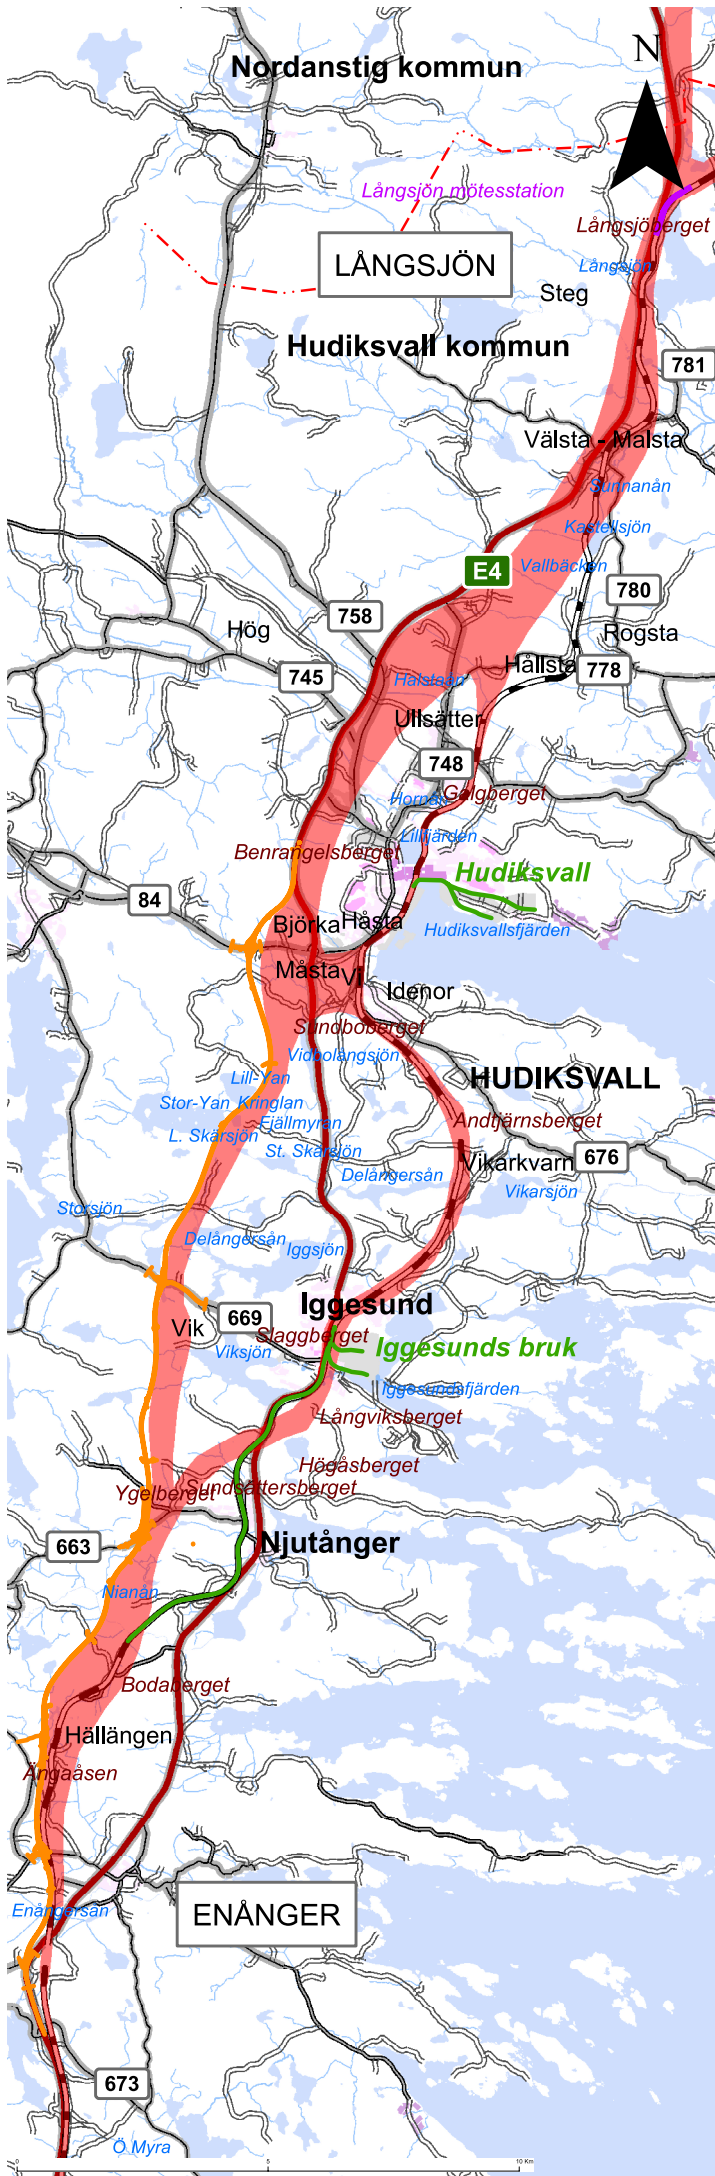 N
Nordanstig kommun
Långsjön mötesstation
Långsjöberget
LÅNGSJÖN
Långsjön
Steg
Hudiksvall kommun
781
Välsta - Malsta
Sunnanån
Kastellsjön
E4
Vallbäcken
780
758
Hög
Rogsta
745
Hållsta
778
Halstaån
Ullsätter
748
Hornån
Galgberget
Lillfjärden
Benrangelsberget
Hudiksvall
84
Björka
Håsta
Hudiksvallsfjärden
Måsta
V
Idenor
Sundboberget
Vidbolångsjön
Lill-Yan
HUDIKSVALL
Stor-Yan
Kringlan
Fjällmyran
Andtjärnsberget
L. Skärsjön
St. Skärsjön
676
Vikarkvarn
Delångersån
Vikarsjön
Storsjön
Delångersån
Iggsjön
Iggesund
669
Vik
Slaggberget
Viksjön
Iggesunds bruk
Iggesundsfjärden
Långviksberget
Högåsberget
Sundsättersberget
Ygelberget
663
Njutånger
Nianån
Bodaberget
Hällängen
Ängaåsen
Enångersån
ENÅNGER
673
Ö Myra
0
5
10 Km